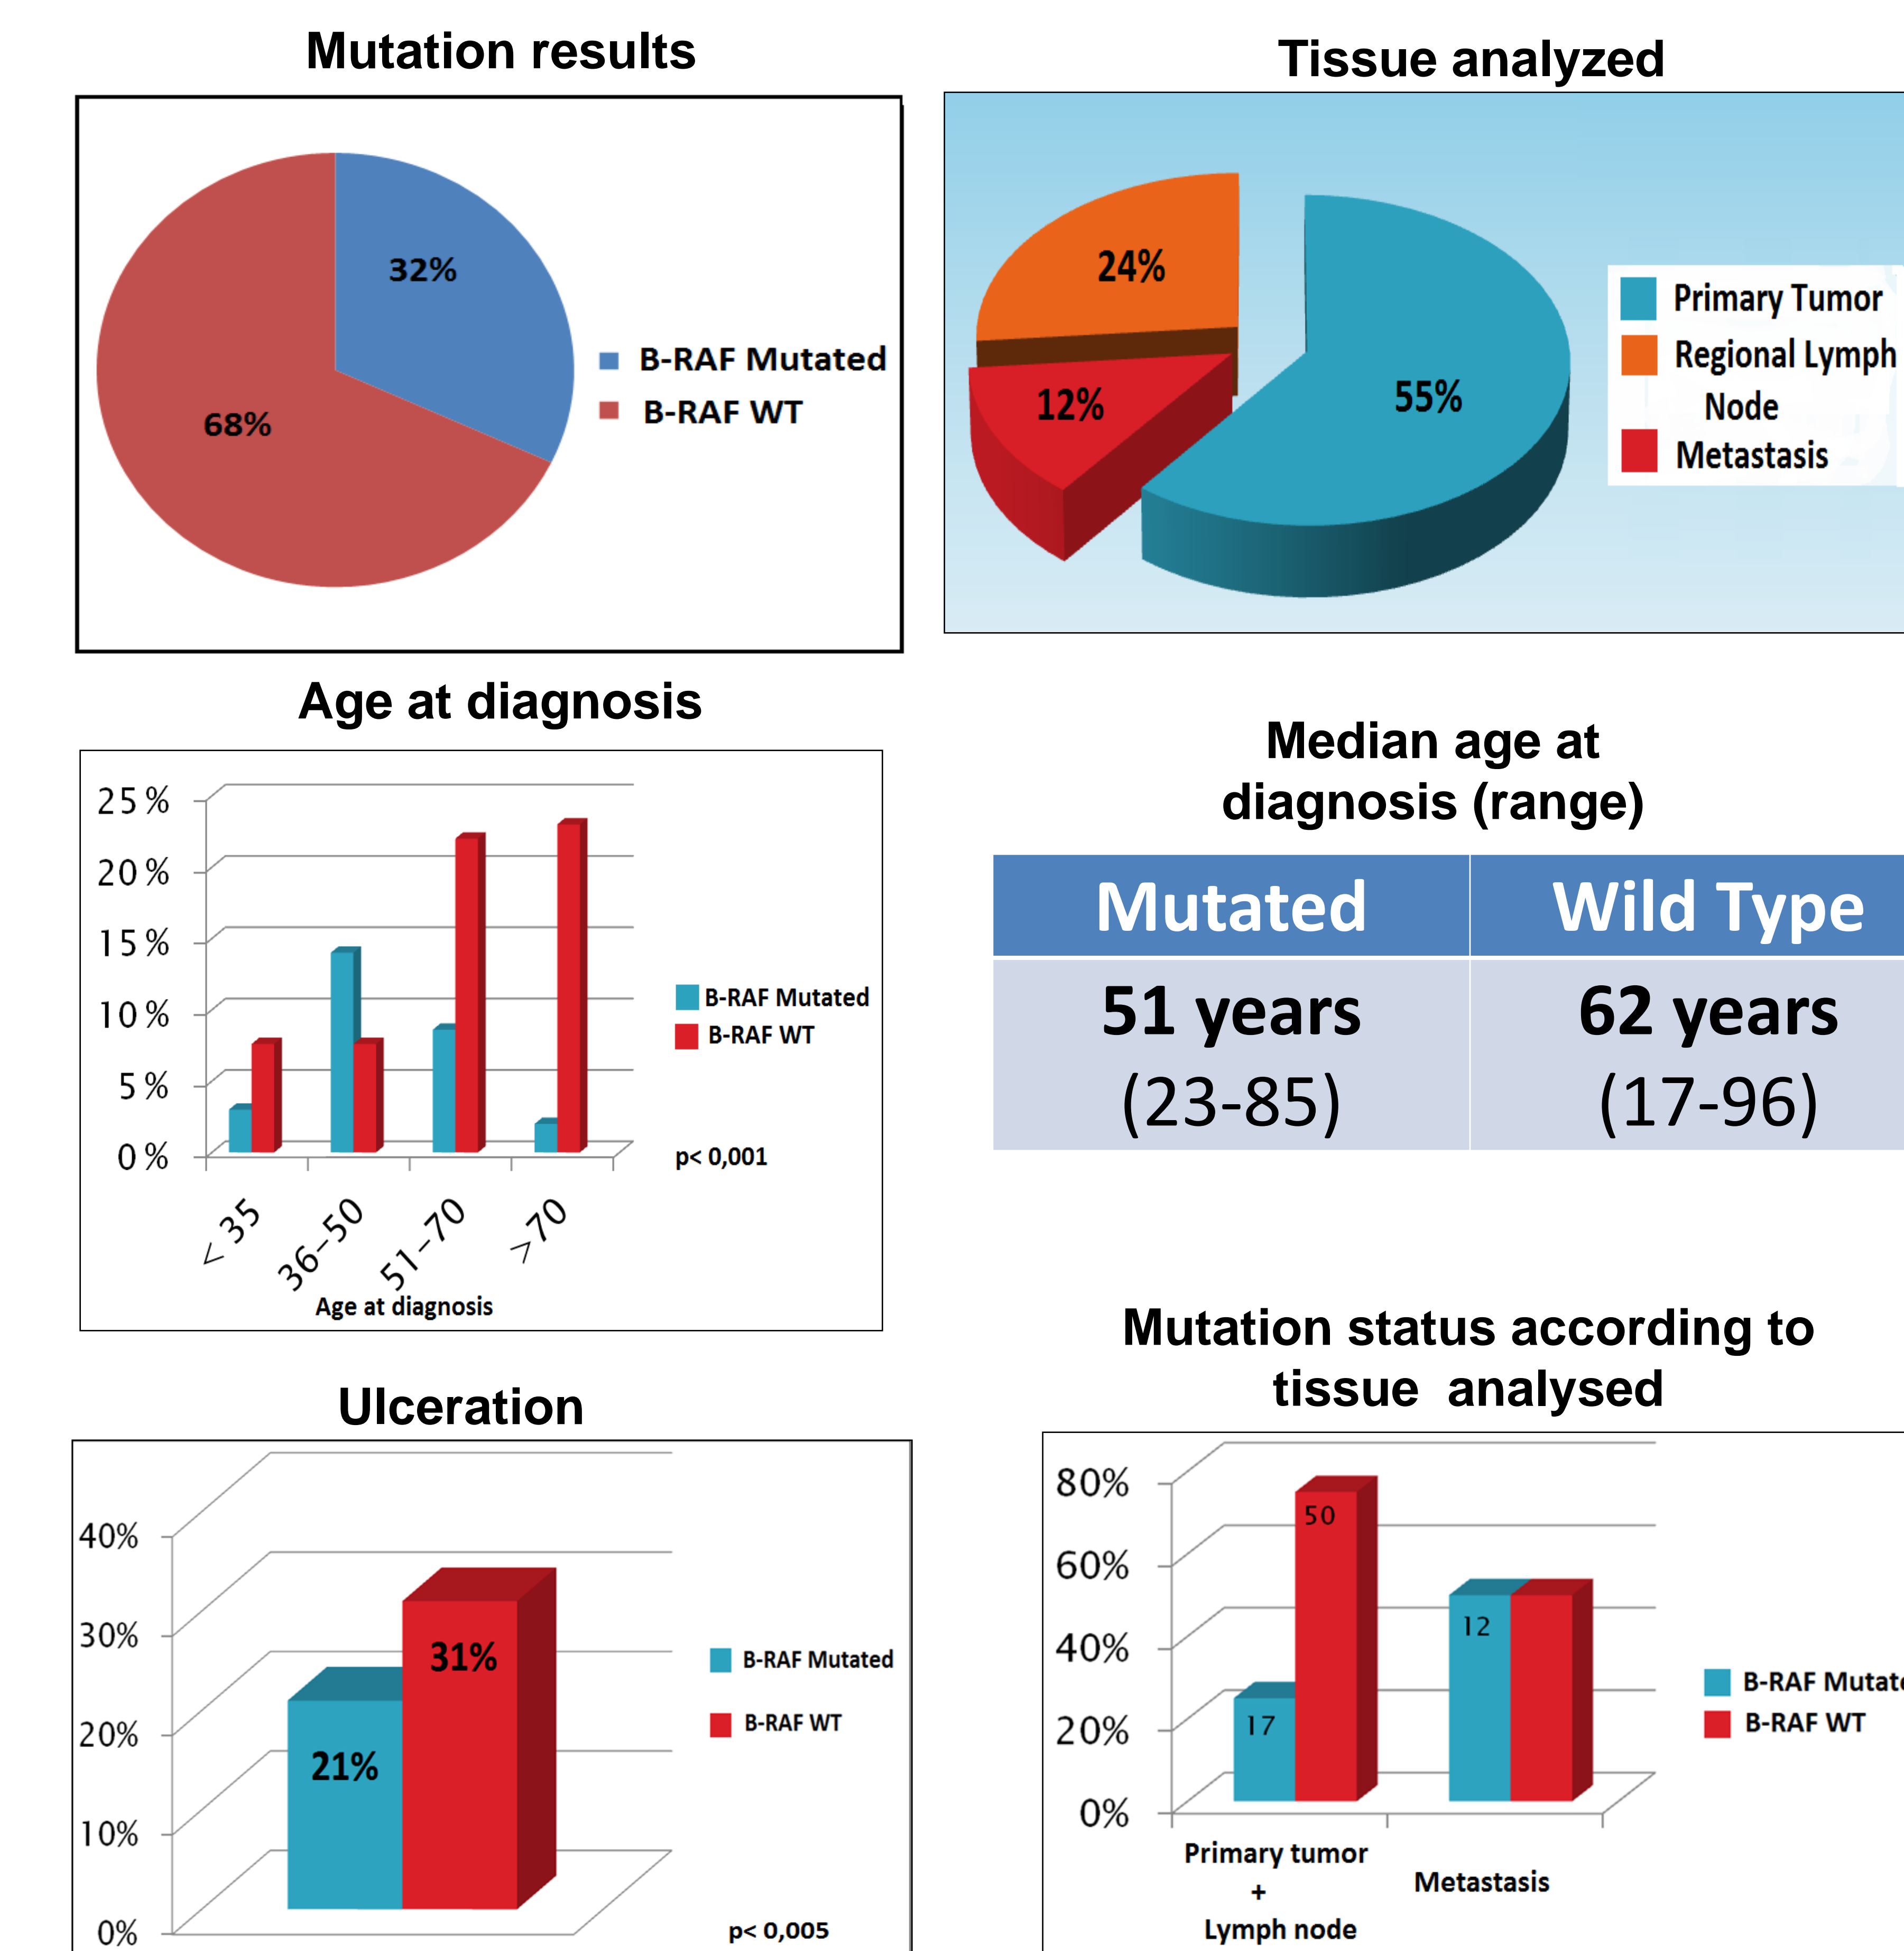 Mutation results
32%
68%
B-RAF Mutated
B-RAF WT
Tissue analyzed
24%
12%
55%
Primary Tumor
Regional Lymph
Node
Metastasis
Age at diagnosis
25%
20%
15%
10%
5%
0%
< 35
36–50
51–70
>70
Age at diagnosis
B-RAF Mutated
B-RAF WT
p< 0,001
Median age at
diagnosis (range)
Mutated Wild Type
51 years 62 years
(23-85) (17-96)
Ulceration
40%
30%
20%
10%
0%
21%
31%
B-RAF Mutated
B-RAF WT
p< 0,005
Mutation status according to
tissue analysed
80%
60%
40%
20%
0%
17
50
12
Primary tumor
+
Lymph node
Metastasis
B-RAF Mutate
B-RAF WT